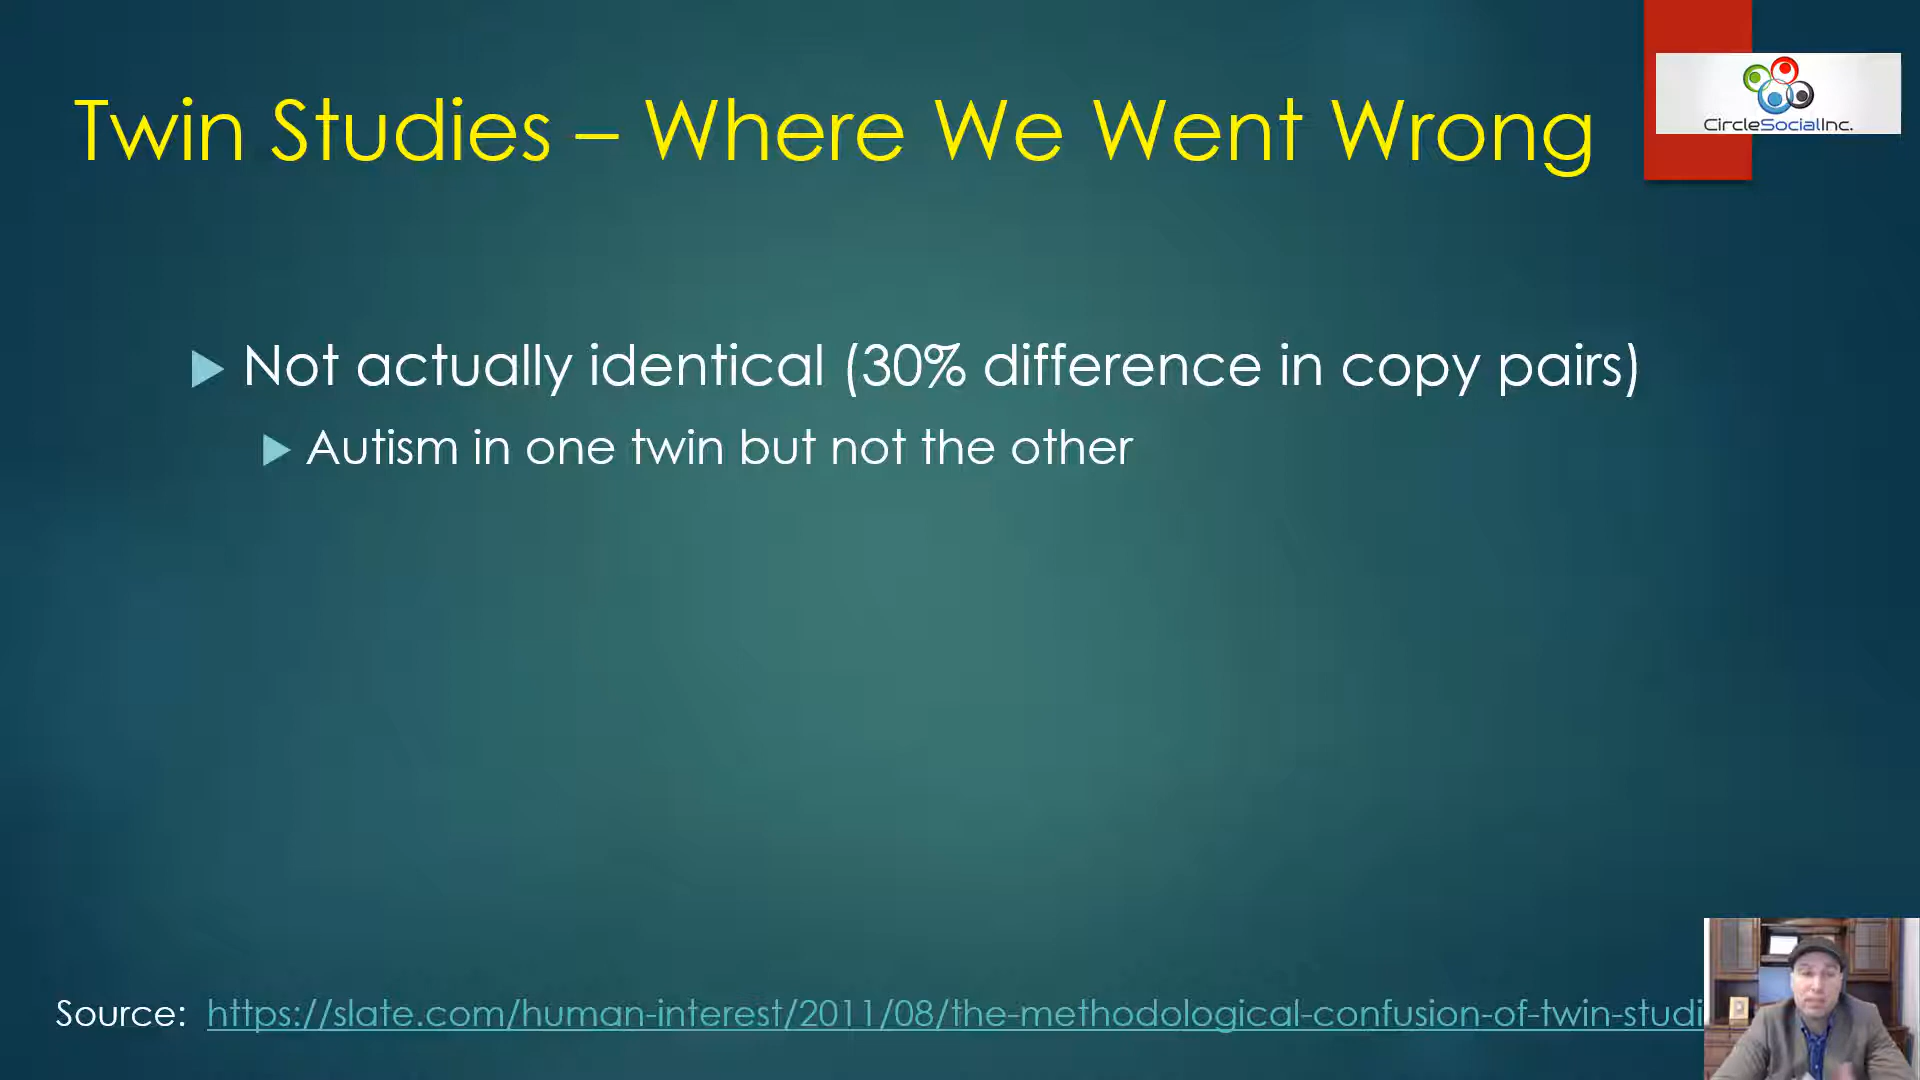 Twin Studies – Where We Went Wrong
CircleSocialInc.
Not actually identical (30% difference in copy pairs)
Autism in one twin but not the other
Source: https://slate.com/human-interest/2011/08/the-methodological-confusion-of-twin-studi